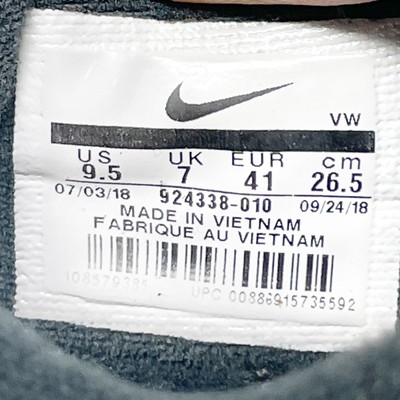 VW
US UK EUR cm
9.5 7 41 26.5
07/03/18 924338-010 09/24/18
MADE IN VIETNAM
FABRIQUE AU VIETNAM
108579385
UPC 00886915735592